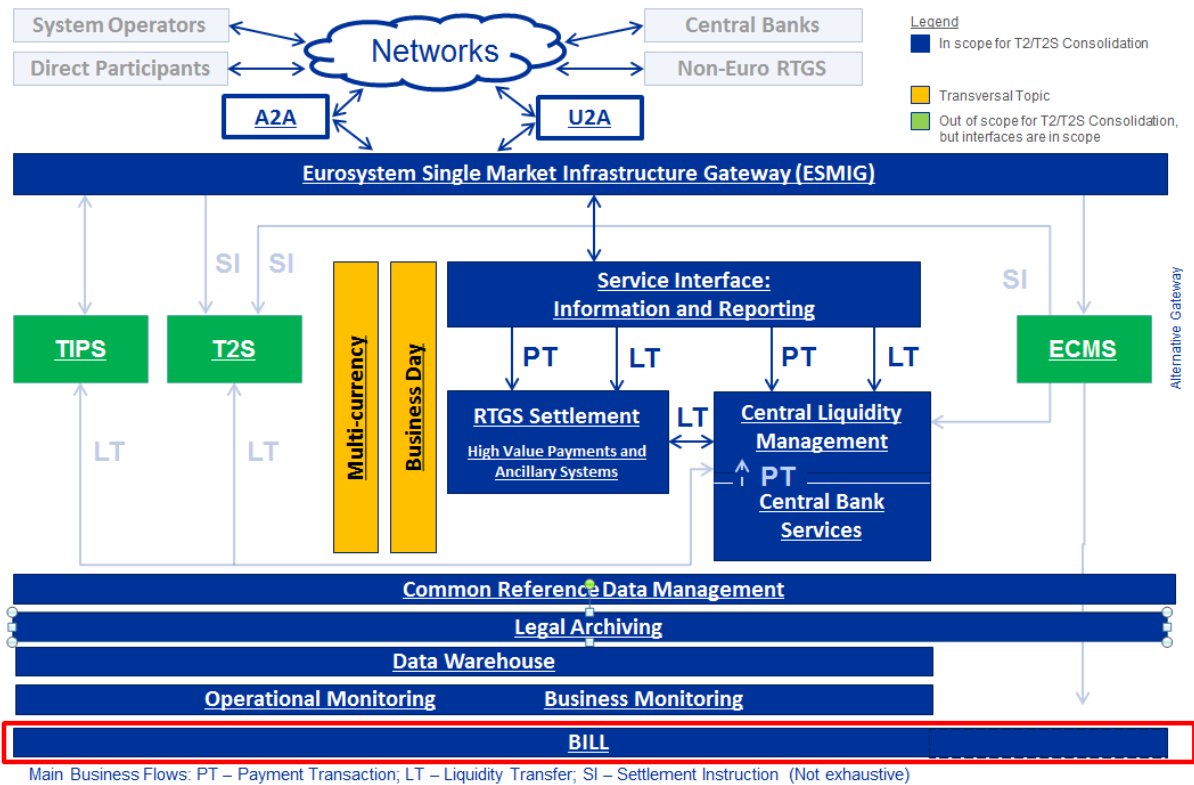 System Operators
Direct Participants
Networks
Central Banks
Non-Euro RTGS
Legend
In scope for T2/T2S Consolidation
Transversal Topic
Out of scope for T2/T2S Consolidation,
but interfaces are in scope
A2A
U2A
Eurosystem Single Market Infrastructure Gateway (ESMIG)
SI
SI
SI
Alternative Gateway
Service Interface:
Information and Reporting
TIPS
T2S
ECMS
Multi-currency
Business Day
PT
LT
PT
LT
RTGS Settlement
High Value Payments and
Ancillary Systems
LT
Central Liquidity
Management
PT
Central Bank
Services
LT
LT
Common Reference Data Management
Legal Archiving
Data Warehouse
Operational Monitoring
Business Monitoring
BILL
Main Business Flows: PT – Payment Transaction; LT – Liquidity Transfer; SI – Settlement Instruction (Not exhaustive)